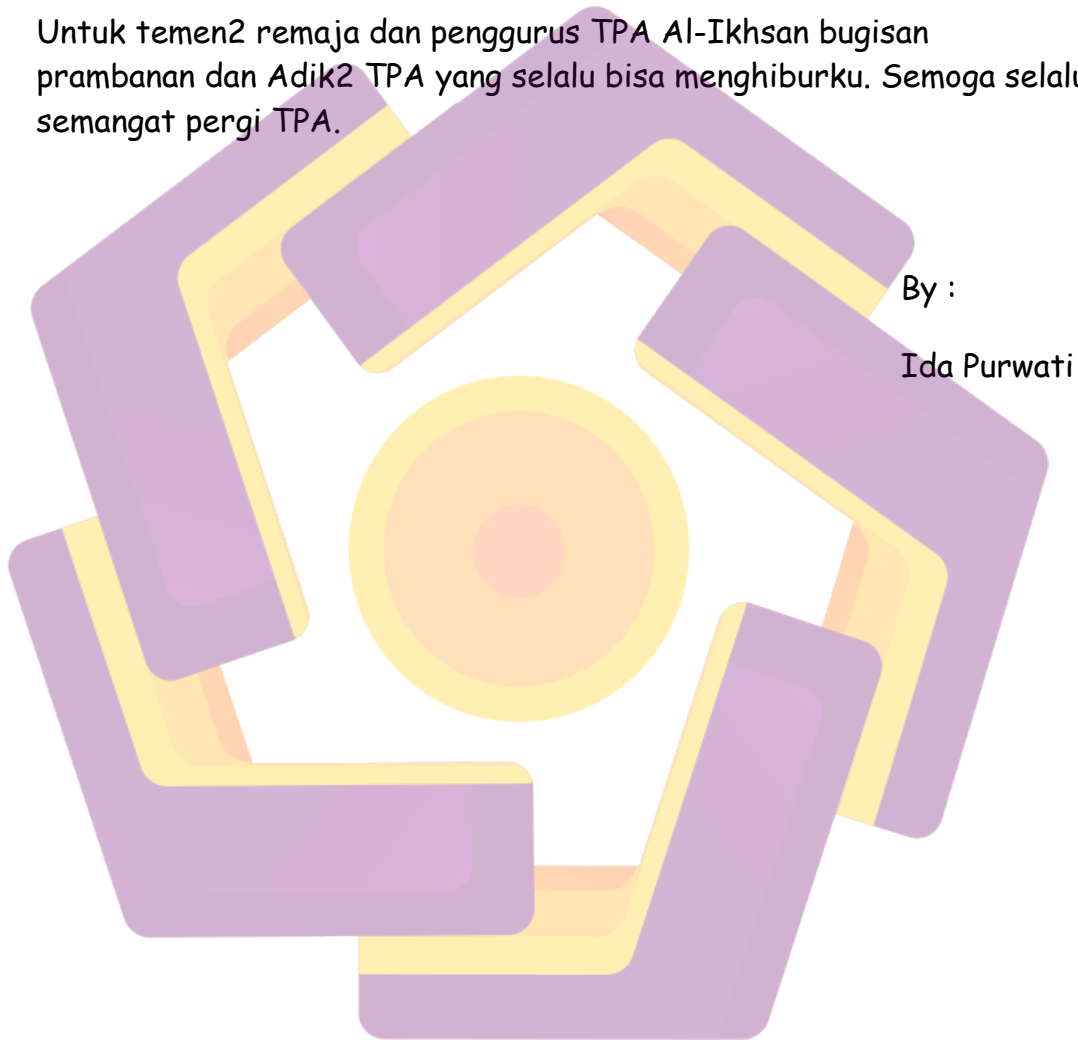 Untuk temen2 remaja dan penggurus TPA Al-Ikhsan bugisan
prambanan dan Adik2 TPA yang selalu bisa menghiburku. Semoga selalu
semangat pergi TPA.
By :
Ida Purwati